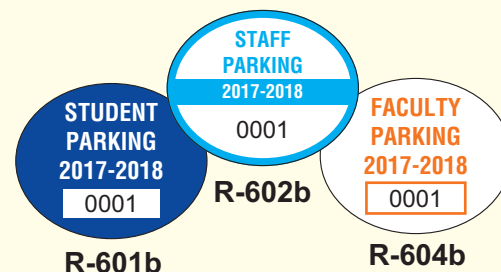 STUDENT
PARKING
2017-2018
0001
R-601b
STAFF
PARKING
2017-2018
0001
R-602b
FACULTY
PARKING
2017-2018
0001
R-604b